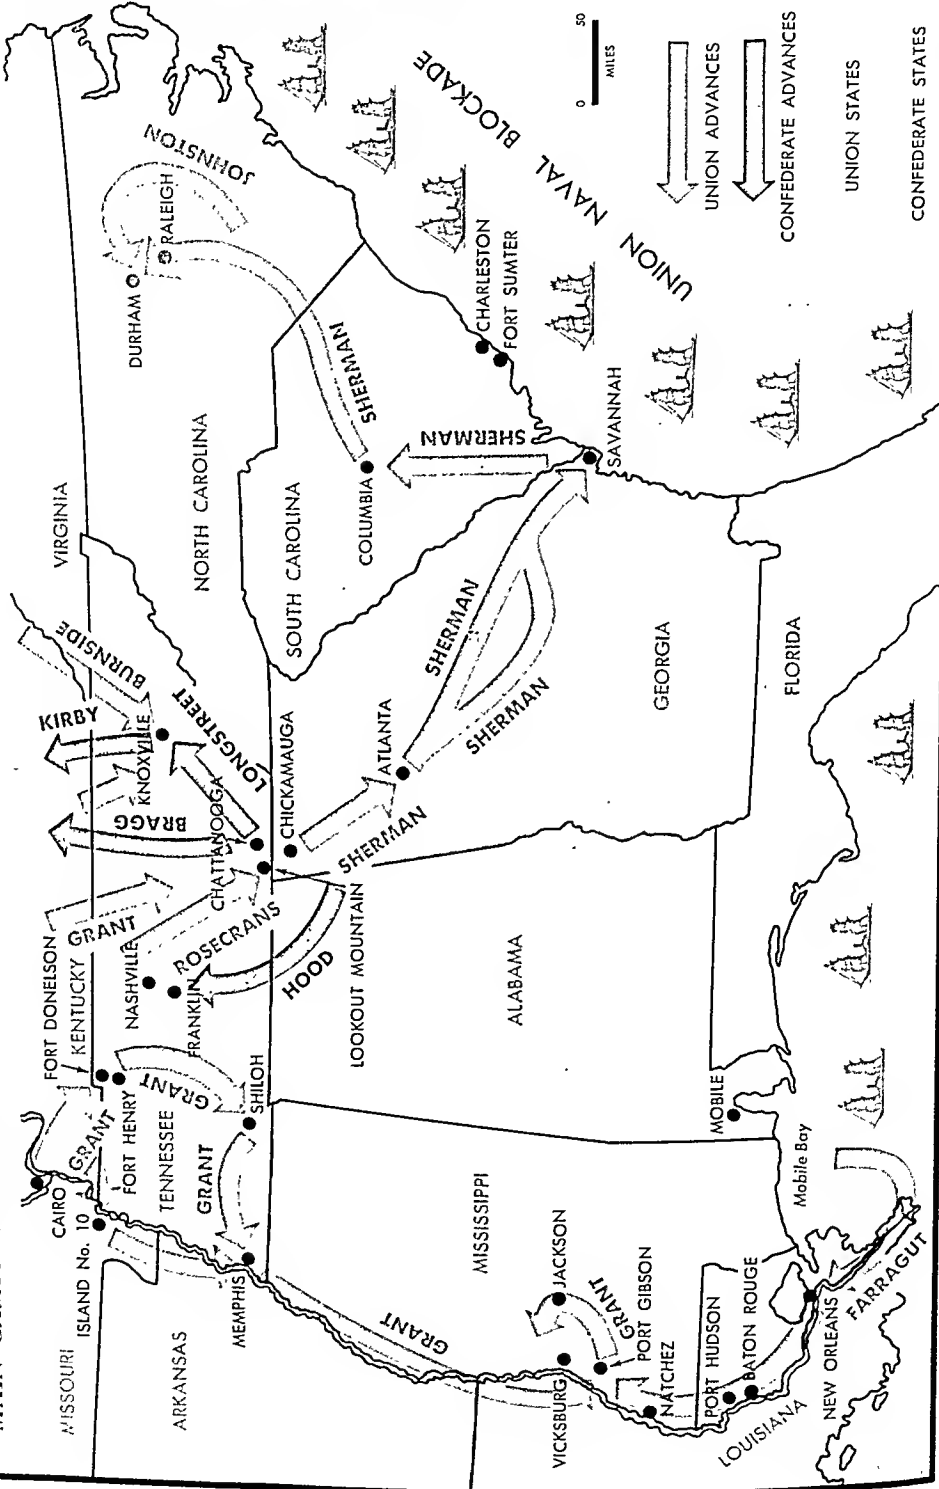 MISSOURI
ARKANSAS
CAIRO
ISLAND No. 10
MEMPHIS
FORT DONELSON
KENTUCKY
FORT HENRY
TENNESSEE
NASHVILLE
FRANKLIN
SHILOH
GRANT
GRANT
GRANT
GRANT
GRANT
GRANT
ROSECRANS
HOOD
LOOKOUT MOUNTAIN
CHATTANOOGA
CHICKAMAUGA
BRAGG
KIRBY
KNOXVILLE
BURNSIDE
LONGSTREET
VIRGINIA
NORTH CAROLINA
DURHAM
RALEIGH
JOHNSTON
SOUTH CAROLINA
COLUMBIA
SHERMAN
SHERMAN
SHERMAN
SHERMAN
SHERMAN
ATLANTA
GEORGIA
SAVANNAH
CHARLESTON
FORT SUMTER
FLORIDA
ALABAMA
MOBILE
Mobile Bay
MISSISSIPPI
JACKSON
VICKSBURG
PORT GIBSON
NATCHEZ
PORT HUDSON
BATON ROUGE
LOUISIANA
NEW ORLEANS
FARRAGUT
UNION NAVAL BLOCKADE
0 50
MILES
UNION ADVANCES
CONFEDERATE ADVANCES
UNION STATES
CONFEDERATE STATES